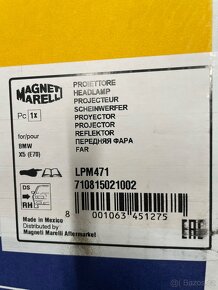 MAGNETI
MARELLI
Pc 1x
for/pour
BMW
X5 (E70)
PROIETTORE
HEADLAMP
PROJECTEUR
SCHEINWERFER
PROYECTOR
PROJECTOR
REFLEKTOR
ПЕРЕДНЯЯ ФАРА
FAR
LPM471
710815021002
DS
RH
8 001063 451275
Made in Mexico
Distributed by
Magneti Marelli Aftermarket
EAC